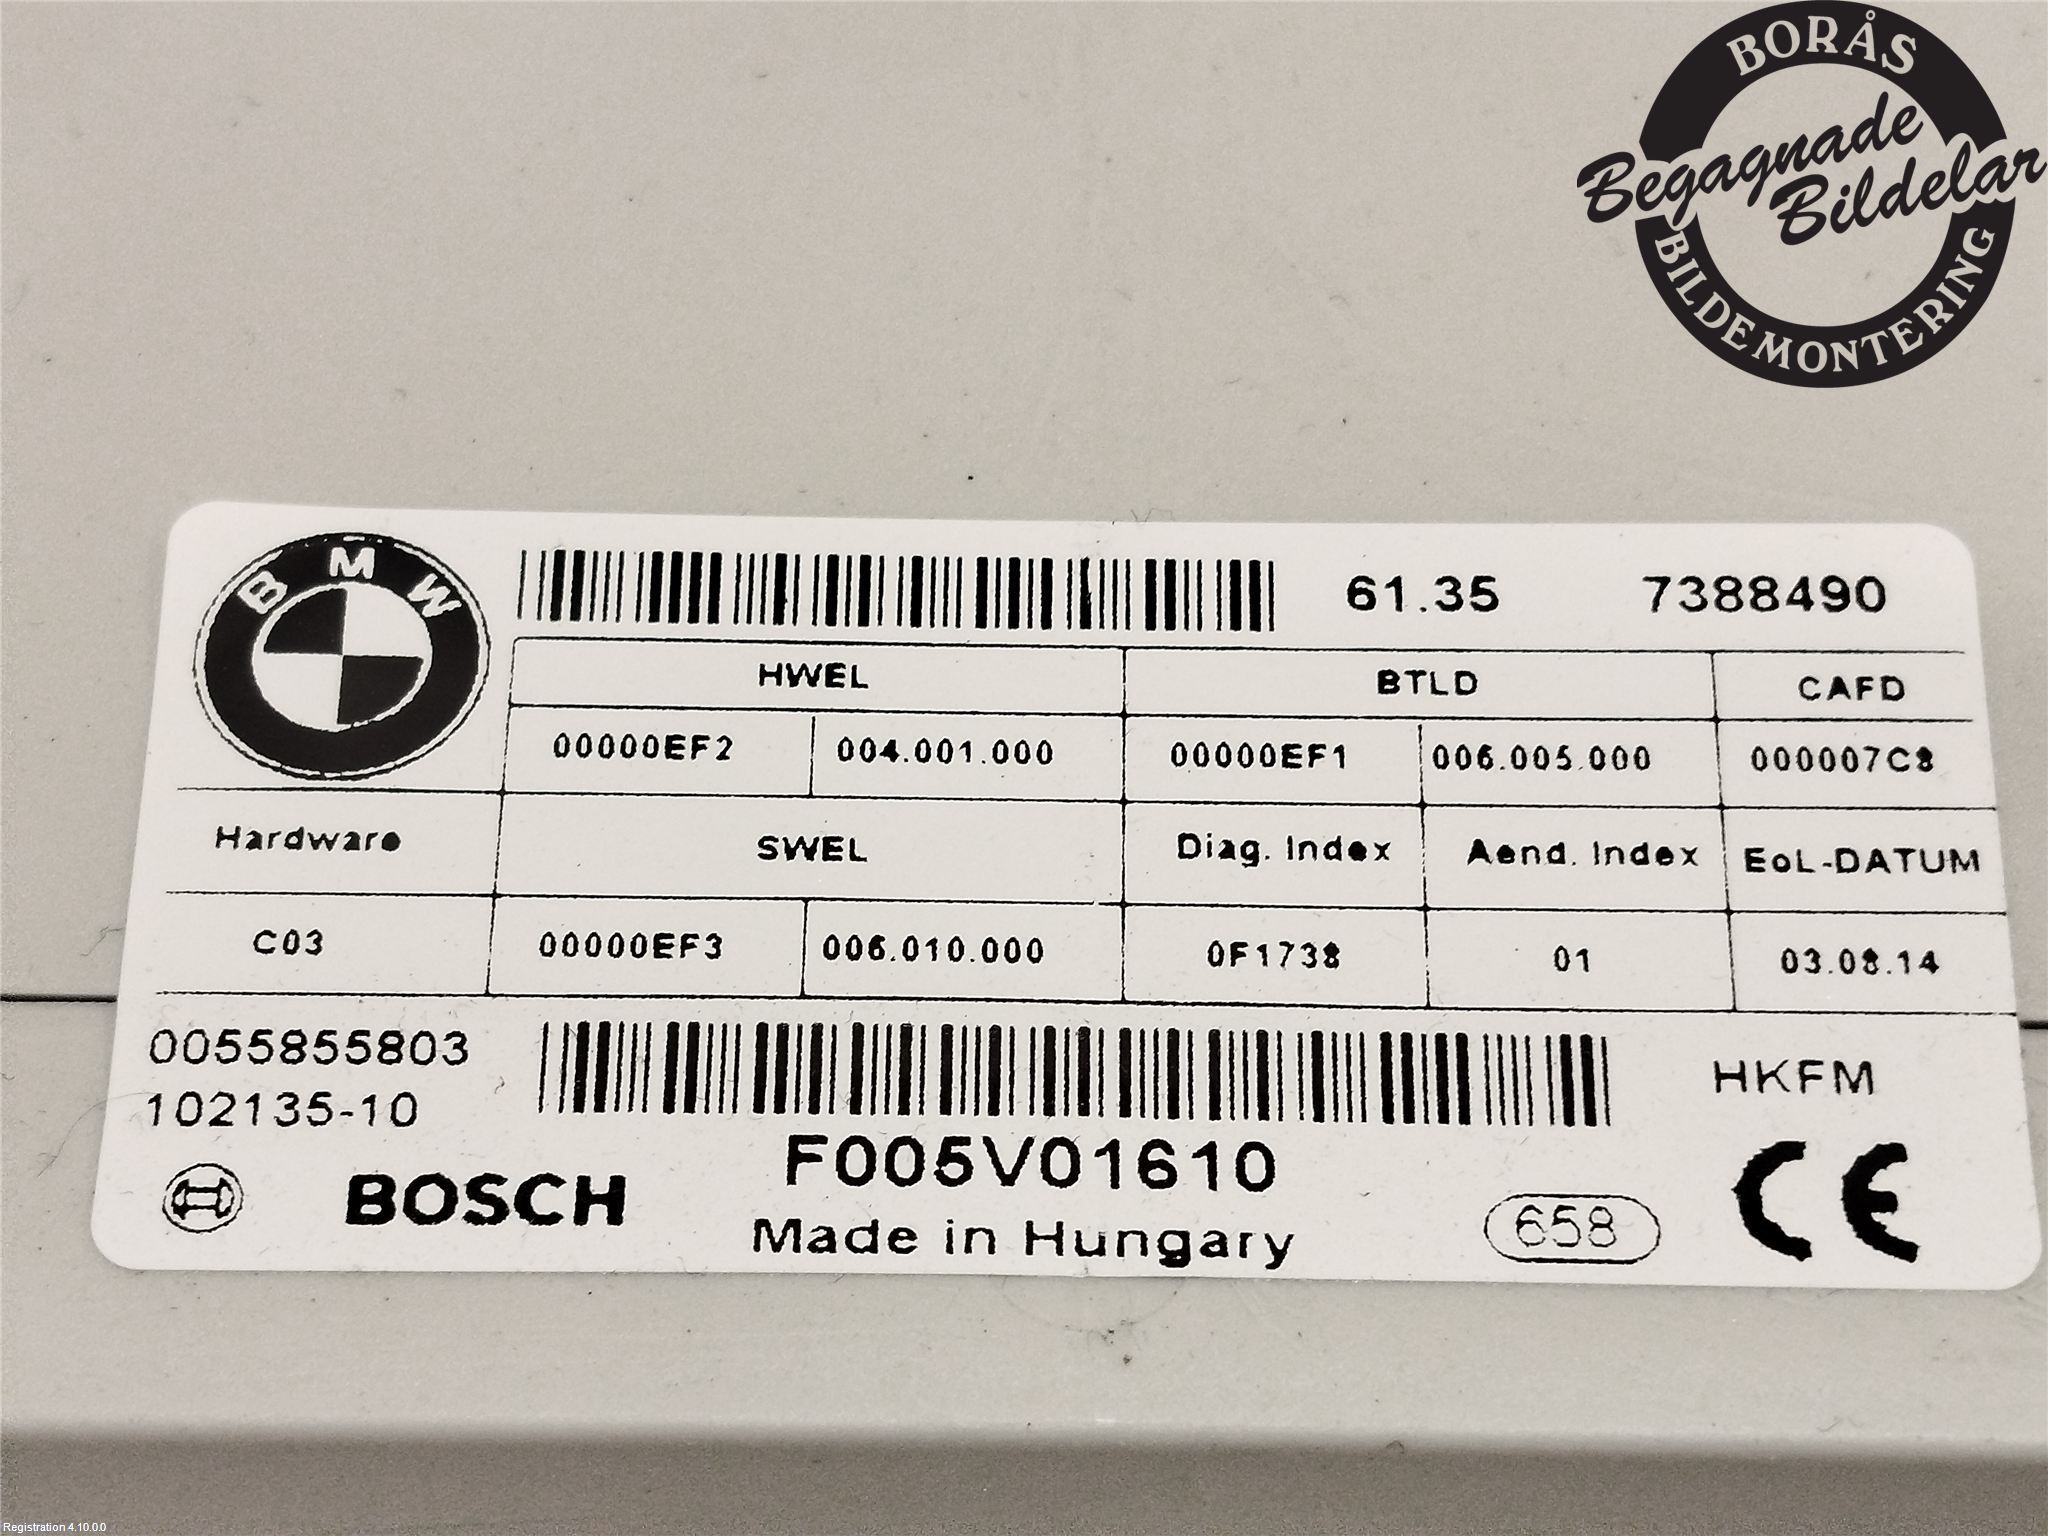 BORÅS
Begagnade
Bildelar
BILDEMONTERING
BMW
61.35 7388490
HWEL BTLD CAFD
00000EF2 004.001.000 00000EF1 006.005.000 000007C8
Hardware SWEL Diag. Index Aend. Index EoL-DATUM
C03 00000EF3 006.010.000 0F1738 01 03.08.14
0055855803
HKFM
102135-10
F005V01610
BOSCH
Made in Hungary
658
CE
Registration 4.10.0.0